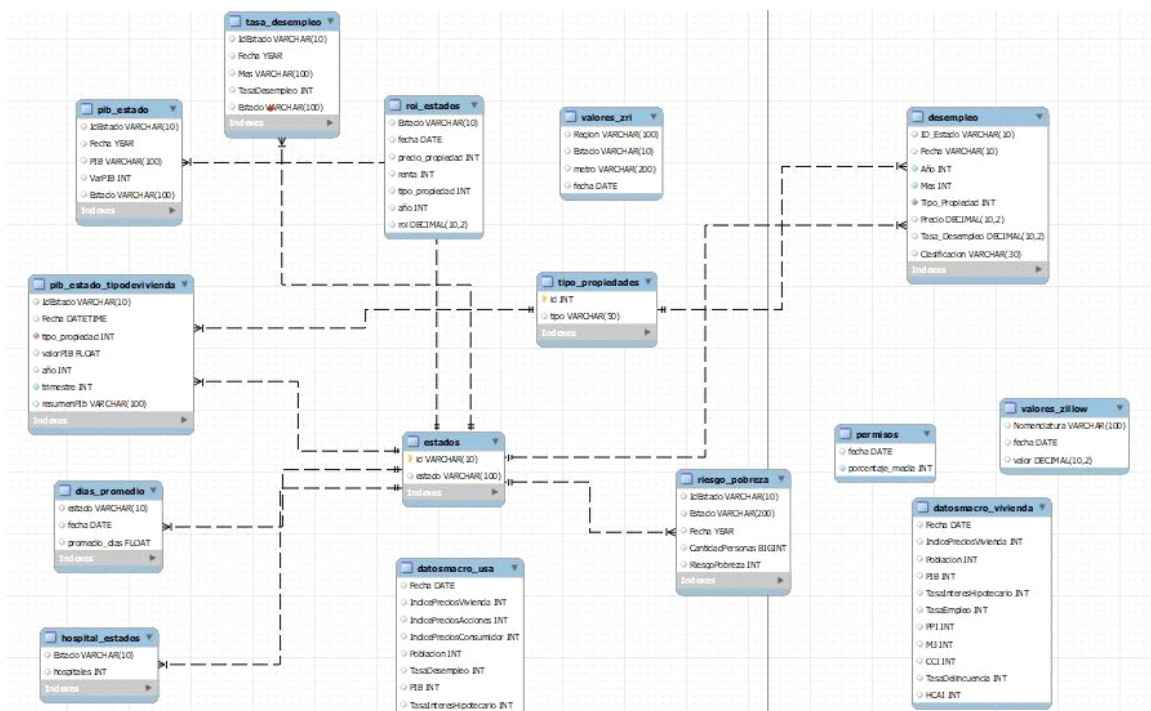 tasa_desempleo
IdEstado VARCHAR(10)
Fecha YEAR
Mes VARCHAR(100)
TasaDesempleo INT
Estado VARCHAR(100)
Indexes
pib_estado
IdEstado VARCHAR(10)
Fecha YEAR
PIB VARCHAR(100)
VarPIB INT
Estado VARCHAR(100)
Indexes
roi_estados
Estado VARCHAR(10)
fecha DATE
precio_propiedad INT
renta INT
tipo_propiedad INT
año INT
roi DECIMAL(10,2)
valores_zri
Region VARCHAR(100)
Estado VARCHAR(10)
metro VARCHAR(200)
fecha DATE
desempleo
ID_Estado VARCHAR(10)
Fecha VARCHAR(10)
Año INT
Mes INT
Tipo_Propiedad INT
Precio DECIMAL(10,2)
Tasa_Desempleo DECIMAL(10,2)
Clasificacion VARCHAR(30)
Indexes
pib_estado_tipodevivienda
IdEstado VARCHAR(10)
Fecha DATETIME
tipo_propiedad INT
valorPIB FLOAT
año INT
trimestre INT
resumenPib VARCHAR(100)
Indexes
tipo_propiedades
id INT
tipo VARCHAR(50)
Indexes
estados
id VARCHAR(10)
estado VARCHAR(100)
Indexes
valores_zillow
Nomenclatura VARCHAR(100)
fecha DATE
valor DECIMAL(10,2)
permisos
fecha DATE
porcentaje_media INT
dias_promedio
estado VARCHAR(10)
fecha DATE
promedio_dias FLOAT
Indexes
riesgo_pobreza
IdEstado VARCHAR(10)
Estado VARCHAR(200)
Fecha YEAR
CantidadPersonas BIGINT
RiesgoPobreza INT
Indexes
datosmacro_vivienda
Fecha DATE
IndicePreciosVivienda INT
Poblacion INT
PIB INT
TasaInteresHipotecario INT
TasaEmpleo INT
PPI INT
M3 INT
CCI INT
TasaDelincuencia INT
HCAI INT
datosmacro_usa
Fecha DATE
IndicePreciosVivienda INT
IndicePreciosAcciones INT
IndicePreciosConsumidor INT
Poblacion INT
TasaDesempleo INT
PIB INT
TasaInteresHipotecario INT
hospital_estados
Estado VARCHAR(10)
hospitales INT
Indexes